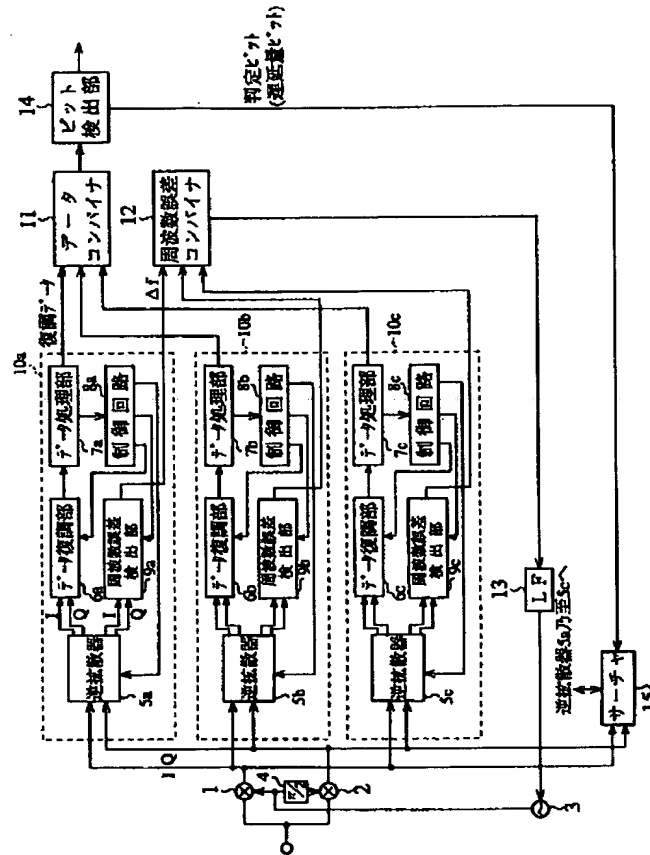 14
ビット
検出部
判定ビット
(遅延量ビット)
11
データ
コンバイナ
12
周波数誤差
コンバイナ
復調データ
Δf
10a
データ処理部
7a
8a
制御回路
データ復調部
6a
周波数誤差
検出部
9a
I
Q
I
Q
逆拡散器
5a
10b
データ処理部
7b
8b
制御回路
データ復調部
6b
周波数誤差
検出部
9b
逆拡散器
5b
10c
データ処理部
7c
8c
制御回路
データ復調部
6c
周波数誤差
検出部
9c
逆拡散器
5c
I
Q
1
4
π/2
2
3
13
LF
逆拡散器5a乃至5cへ
サーチャ
15